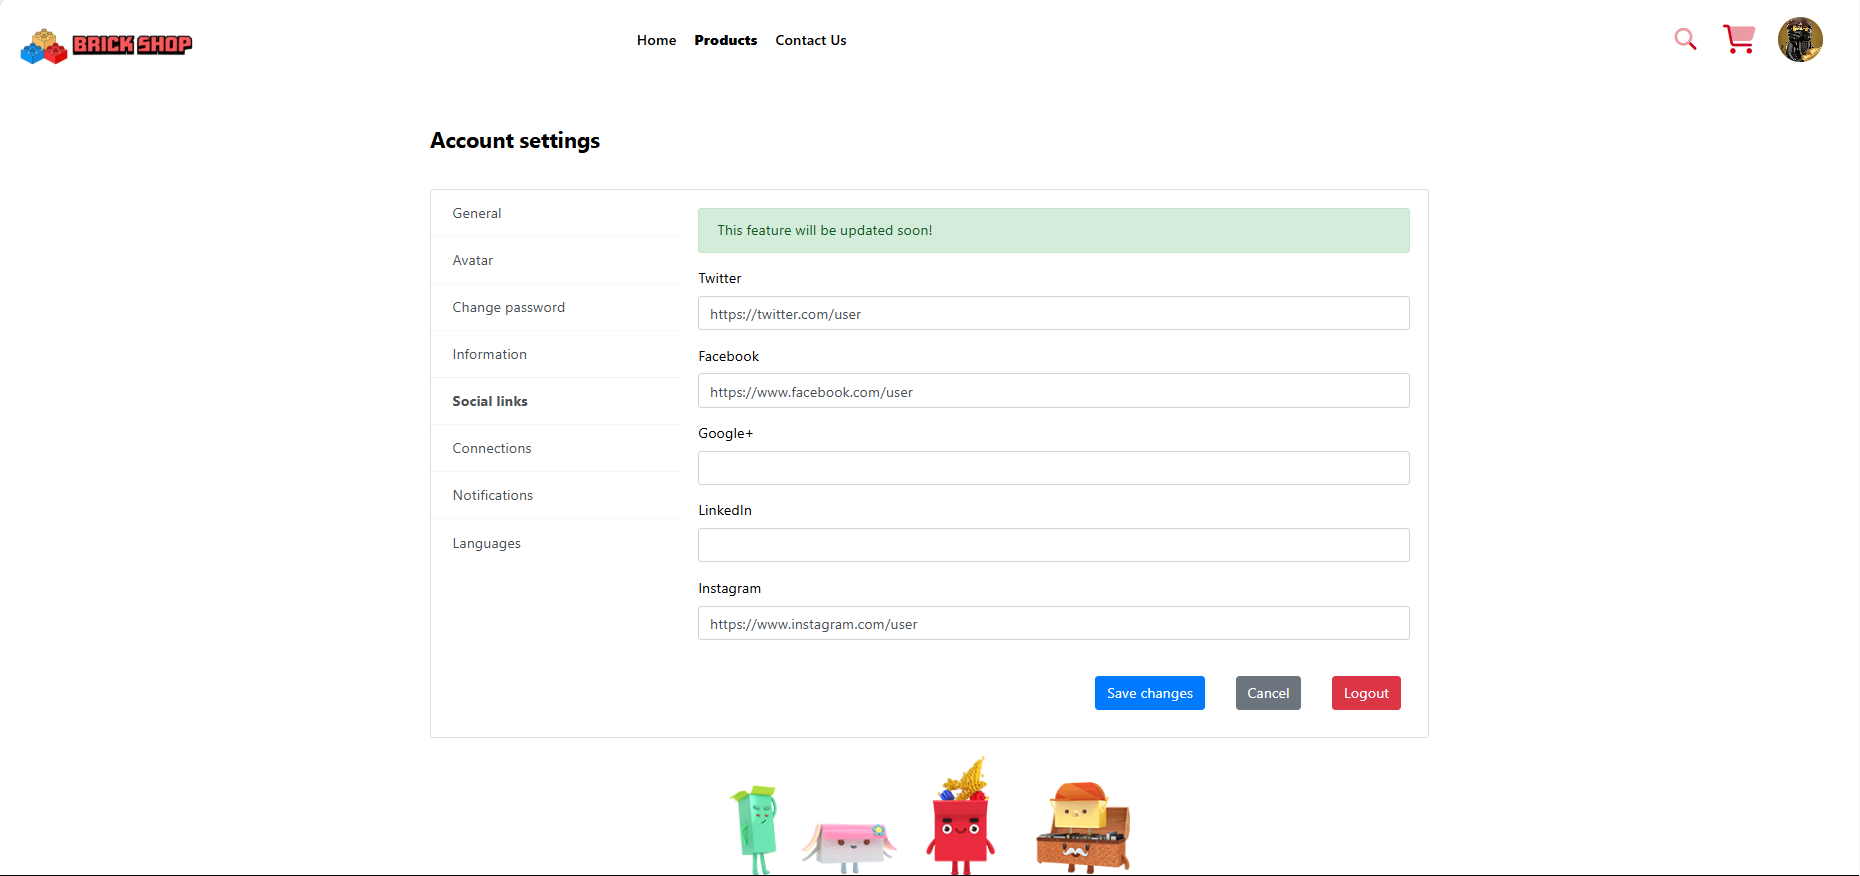 BRICK SHOP
Home Products Contact Us
Account settings
General
Avatar
Change password
Information
Social links
Connections
Notifications
Languages
This feature will be updated soon!
Twitter
https://twitter.com/user
Facebook
https://www.facebook.com/user
Google+
LinkedIn
Instagram
https://www.instagram.com/user
Save changes Cancel Logout